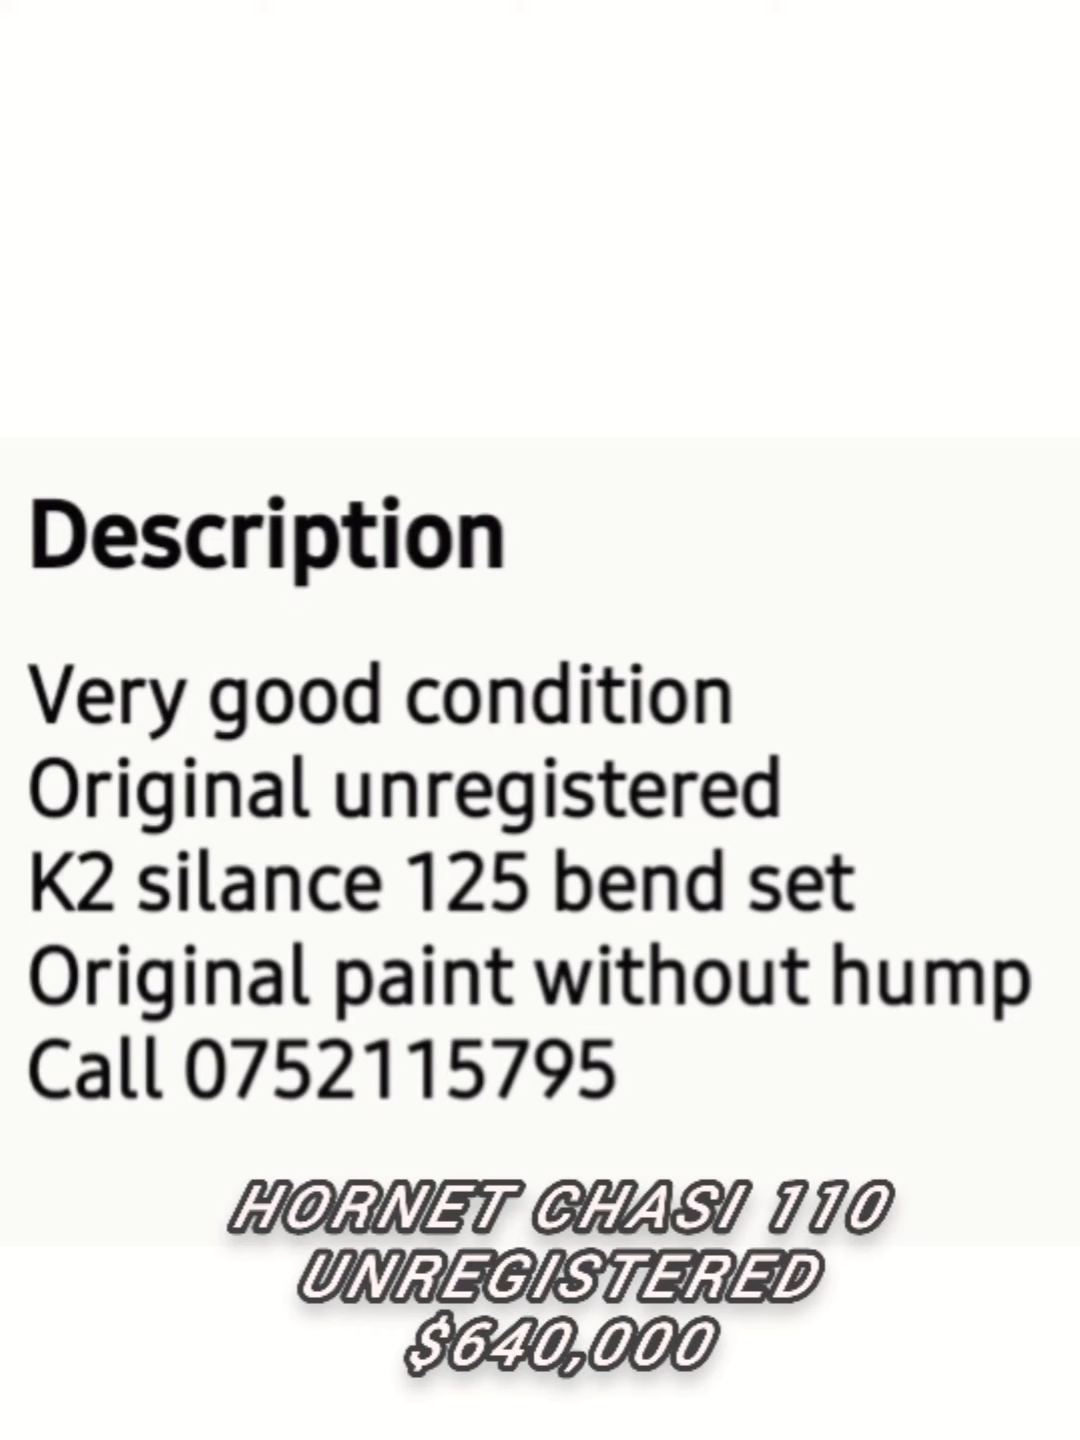 Description
Very good condition
Original unregistered
K2 silance 125 bend set
Original paint without hump
Call 0752115795
HORNET CHASI 110
UNREGISTERED
$640,000